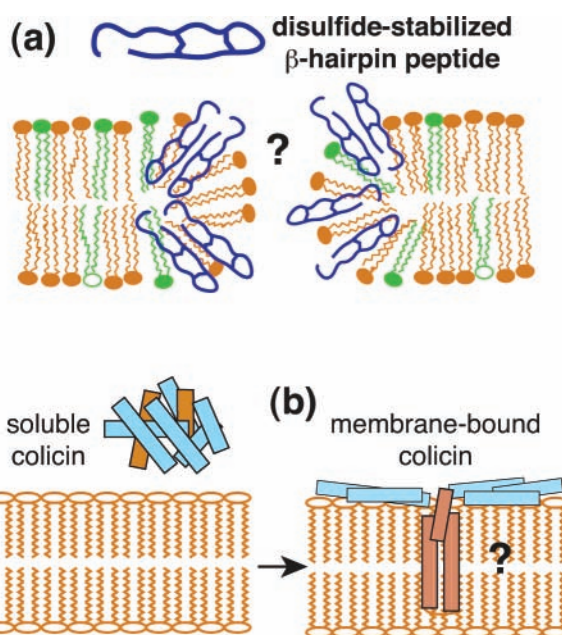 (a)
disulfide-stabilized
β-hairpin peptide
?
(b)
soluble
colicin
membrane-bound
colicin
?